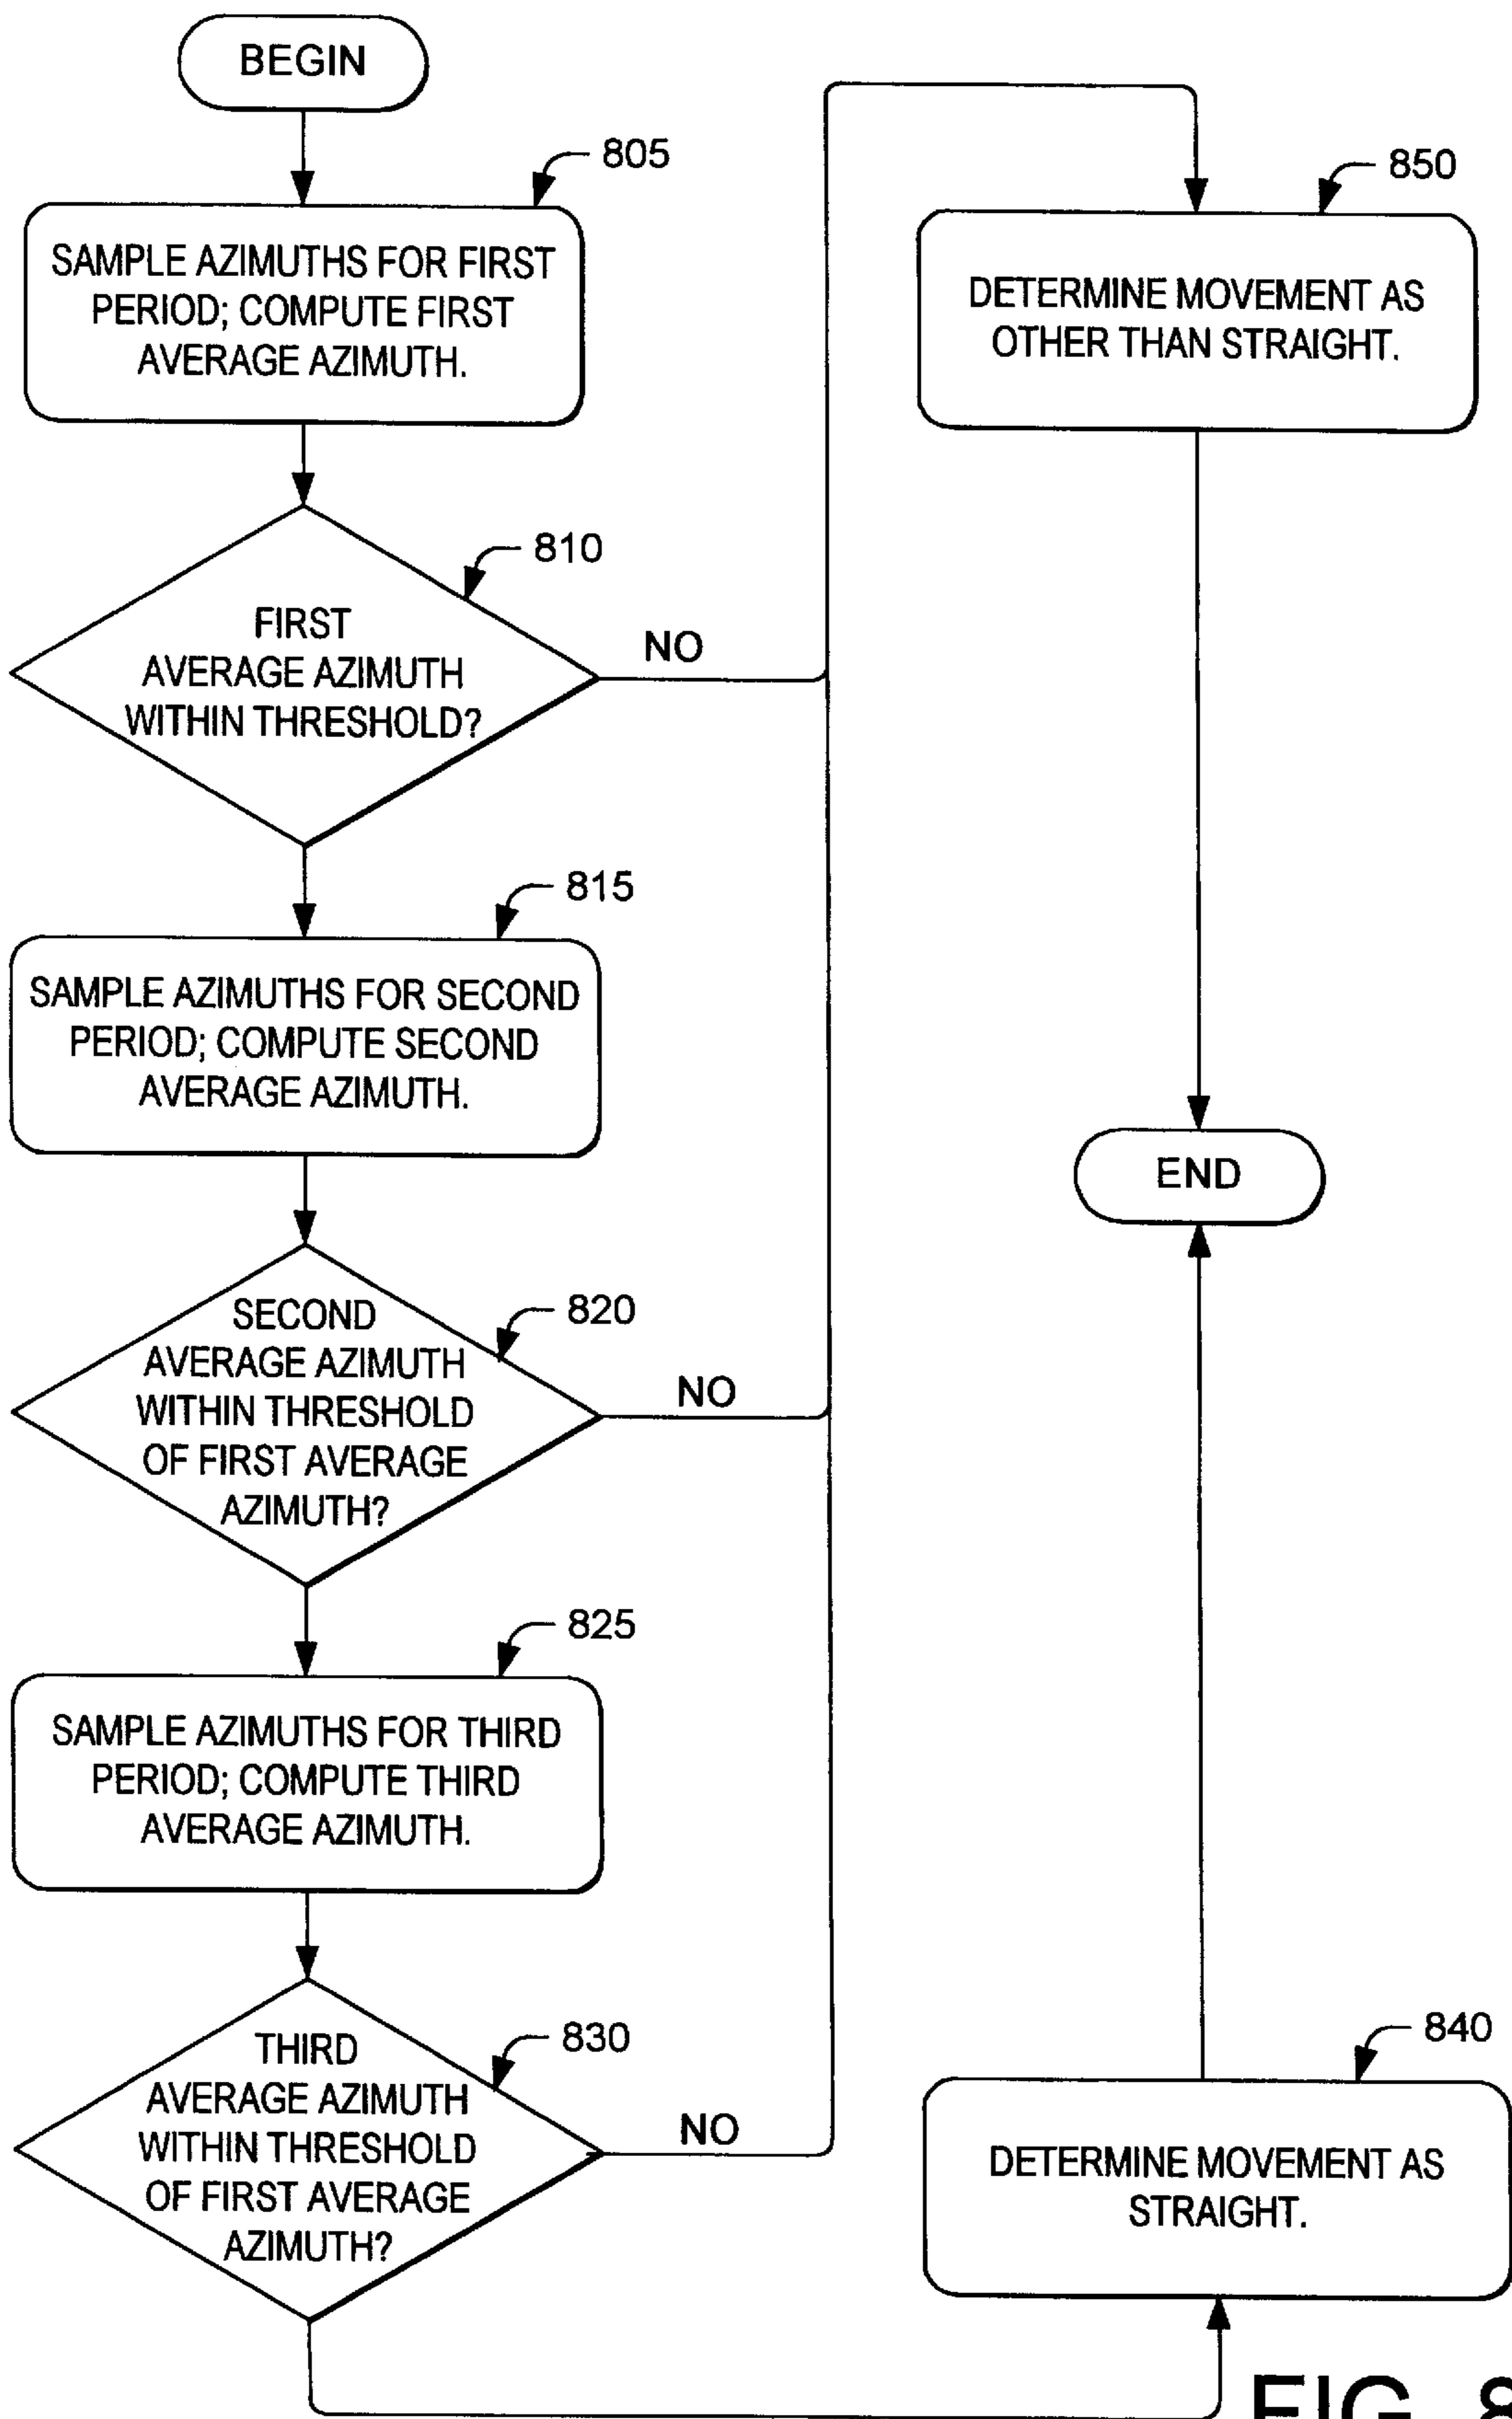 BEGIN
805
SAMPLE AZIMUTHS FOR FIRST
PERIOD; COMPUTE FIRST
AVERAGE AZIMUTH.
810
FIRST
AVERAGE AZIMUTH
WITHIN THRESHOLD?
NO
815
SAMPLE AZIMUTHS FOR SECOND
PERIOD; COMPUTE SECOND
AVERAGE AZIMUTH.
820
SECOND
AVERAGE AZIMUTH
WITHIN THRESHOLD
OF FIRST AVERAGE
AZIMUTH?
NO
825
SAMPLE AZIMUTHS FOR THIRD
PERIOD; COMPUTE THIRD
AVERAGE AZIMUTH.
830
THIRD
AVERAGE AZIMUTH
WITHIN THRESHOLD
OF FIRST AVERAGE
AZIMUTH?
NO
850
DETERMINE MOVEMENT AS
OTHER THAN STRAIGHT.
END
840
DETERMINE MOVEMENT AS
STRAIGHT.
FIG. 8